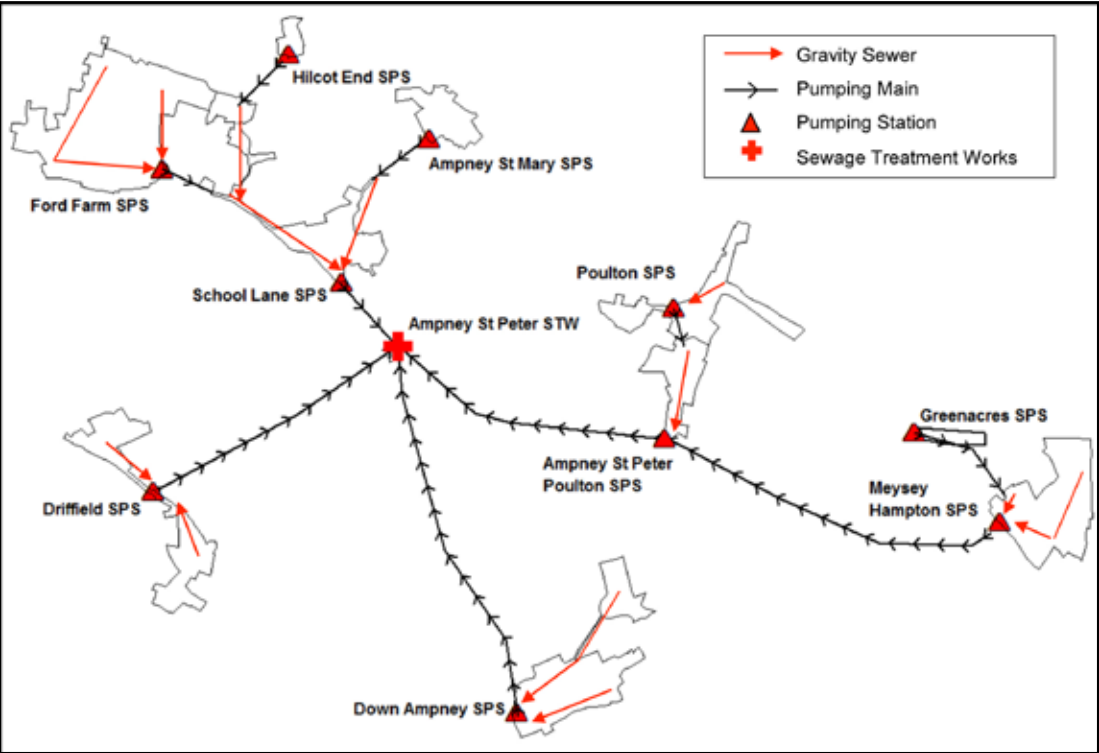 Hilcot End SPS
Gravity Sewer
Pumping Main
Pumping Station
Sewage Treatment Works
Ampney St Mary SPS
Ford Farm SPS
School Lane SPS
Poulton SPS
Ampney St Peter STW
Greenacres SPS
Ampney St Peter
Poulton SPS
Meysey
Hampton SPS
Driffield SPS
Down Ampney SPS